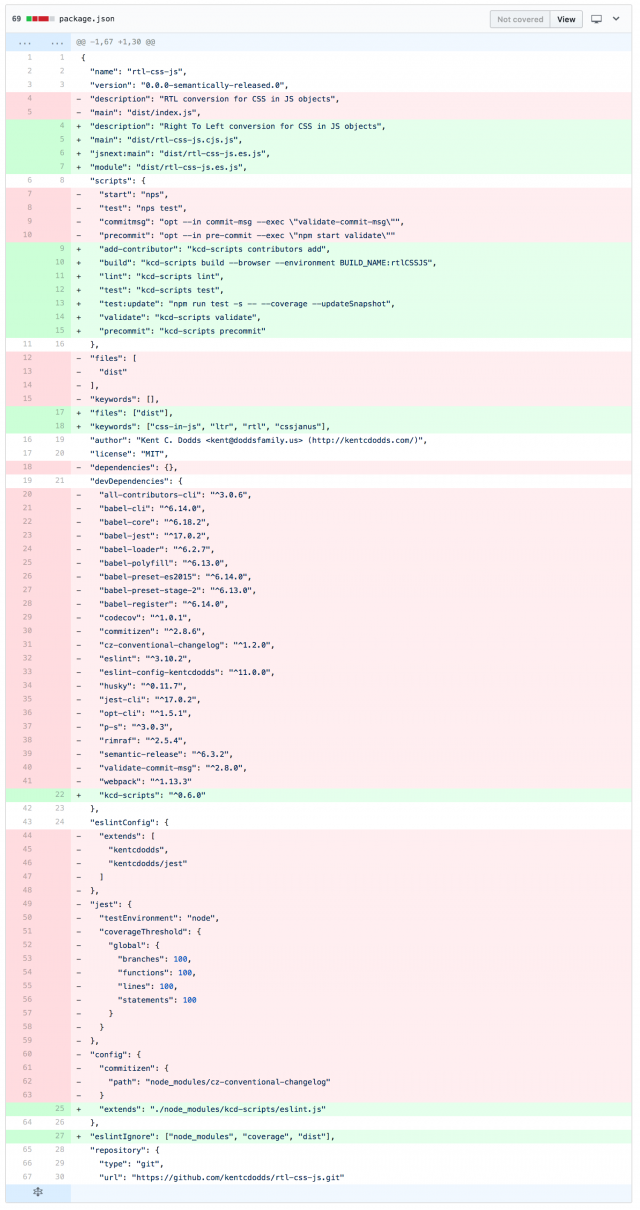 69 package.json Not covered View
... ... @@ -1,67 +1,30 @@
1 1 {
2 2 "name": "rtl-css-js",
3 3 "version": "0.0.0-semantically-released.0",
4 - "description": "RTL conversion for CSS in JS objects",
5 - "main": "dist/index.js",
4 + "description": "Right To Left conversion for CSS in JS objects",
5 + "main": "dist/rtl-css-js.cjs.js",
6 + "jsnext:main": "dist/rtl-css-js.es.js",
7 + "module": "dist/rtl-css-js.es.js",
6 8 "scripts": {
7 - "start": "nps",
8 - "test": "nps test",
9 - "commitmsg": "opt --in commit-msg --exec \"validate-commit-msg\"",
10 - "precommit": "opt --in pre-commit --exec \"npm start validate\""
9 + "add-contributor": "kcd-scripts contributors add",
10 + "build": "kcd-scripts build --browser --environment BUILD_NAME:rtlCSSJS",
11 + "lint": "kcd-scripts lint",
12 + "test": "kcd-scripts test",
13 + "test:update": "npm run test -s -- --coverage --updateSnapshot",
14 + "validate": "kcd-scripts validate",
15 + "precommit": "kcd-scripts precommit"
11 16 },
12 - "files": [
13 - "dist"
14 - ],
15 - "keywords": [],
17 + "files": ["dist"],
18 + "keywords": ["css-in-js", "ltr", "rtl", "cssjanus"],
16 19 "author": "Kent C. Dodds <kent@doddsfamily.us> (http://kentcdodds.com/)",
17 20 "license": "MIT",
18 - "dependencies": {},
19 21 "devDependencies": {
20 - "all-contributors-cli": "^3.0.6",
21 - "babel-cli": "^6.14.0",
22 - "babel-core": "^6.18.2",
23 - "babel-jest": "^17.0.2",
24 - "babel-loader": "^6.2.7",
25 - "babel-polyfill": "^6.13.0",
26 - "babel-preset-es2015": "^6.14.0",
27 - "babel-preset-stage-2": "^6.13.0",
28 - "babel-register": "^6.14.0",
29 - "codecov": "^1.0.1",
30 - "commitizen": "^2.8.6",
31 - "cz-conventional-changelog": "^1.2.0",
32 - "eslint": "^3.10.2",
33 - "eslint-config-kentcdodds": "^11.0.0",
34 - "husky": "^0.11.7",
35 - "jest-cli": "^17.0.2",
36 - "opt-cli": "^1.5.1",
37 - "p-s": "^3.0.3",
38 - "rimraf": "^2.5.4",
39 - "semantic-release": "^6.3.2",
40 - "validate-commit-msg": "^2.8.0",
41 - "webpack": "^1.13.3"
22 + "kcd-scripts": "^0.6.0"
42 23 },
43 24 "eslintConfig": {
44 - "extends": [
45 - "kentcdodds",
46 - "kentcdodds/jest"
47 - ]
48 - },
49 - "jest": {
50 - "testEnvironment": "node",
51 - "coverageThreshold": {
52 - "global": {
53 - "branches": 100,
54 - "functions": 100,
55 - "lines": 100,
56 - "statements": 100
57 - }
58 - }
59 - },
60 - "config": {
61 - "commitizen": {
62 - "path": "node_modules/cz-conventional-changelog"
63 - }
25 + "extends": "./node_modules/kcd-scripts/eslint.js"
64 26 },
27 + "eslintIgnore": ["node_modules", "coverage", "dist"],
65 28 "repository": {
66 29 "type": "git",
67 30 "url": "https://github.com/kentcdodds/rtl-css-js.git"